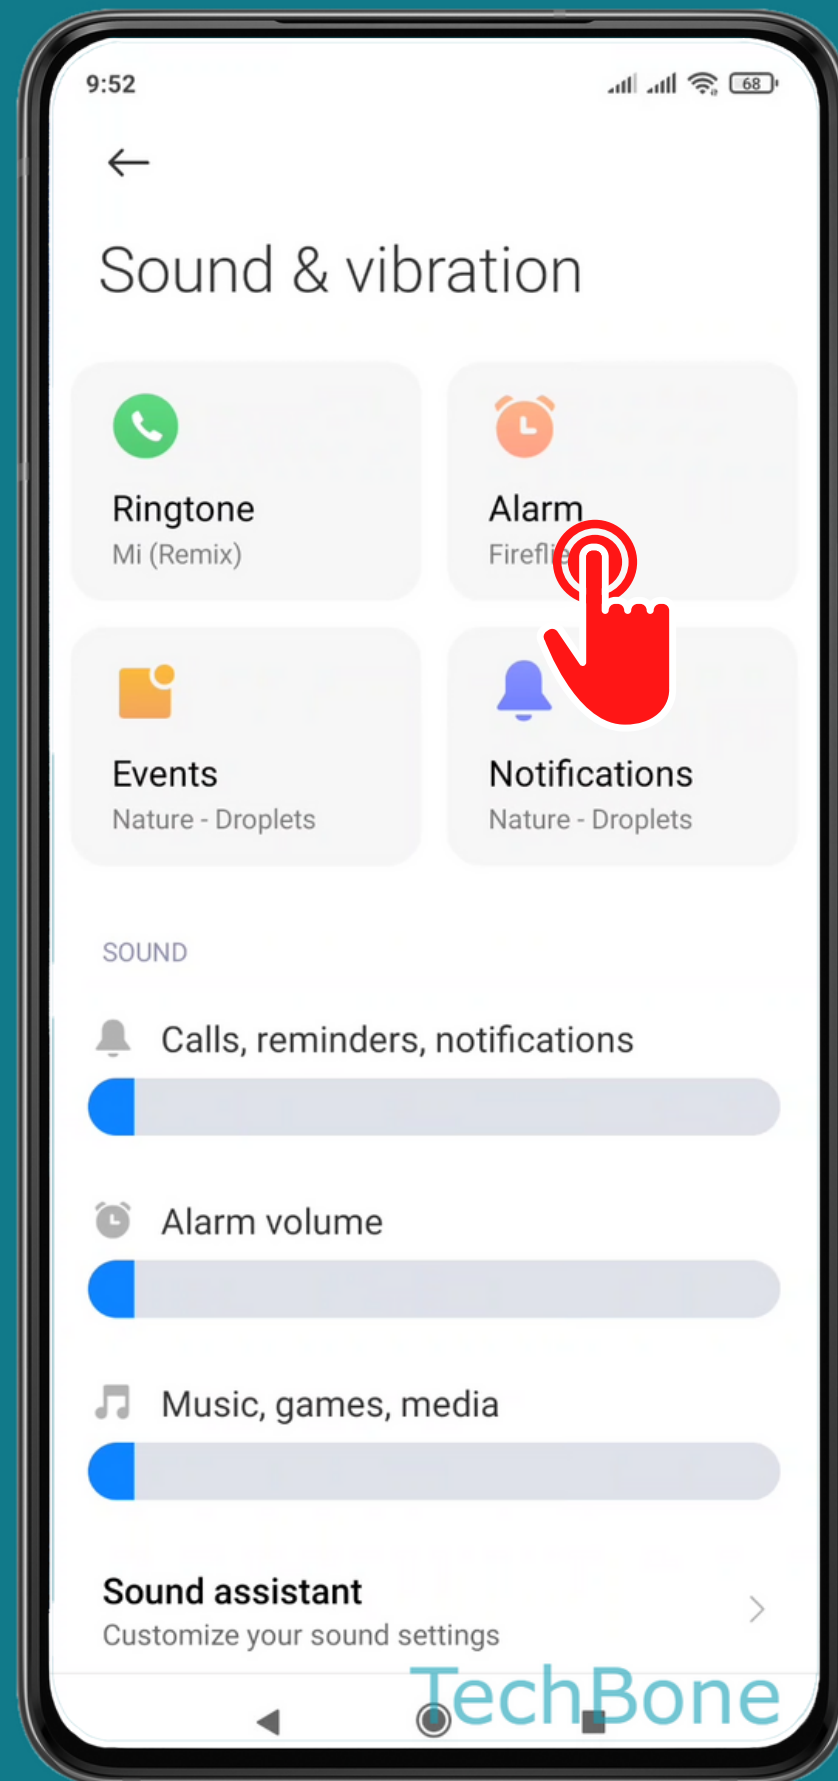 9:52
68
Sound & vibration
Ringtone
Mi (Remix)
Alarm
Events
Nature - Droplets
Notifications
Nature - Droplets
SOUND
Calls, reminders, notifications
Alarm volume
Music, games, media
Sound assistant
Customize your sound settings
TechBone